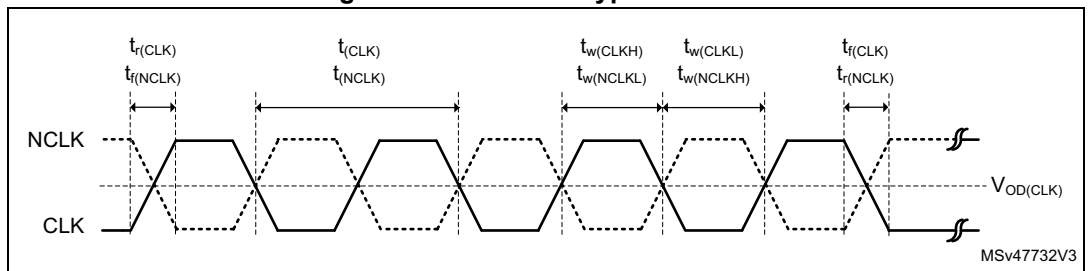 t_r(CLK)
t_f(NCLK)
t_(CLK)
t_(NCLK)
t_w(CLKH)
t_w(NCLKL)
t_w(CLKL)
t_w(NCLKH)
t_f(CLK)
t_r(NCLK)
NCLK
V_OD(CLK)
CLK
MSv47732V3